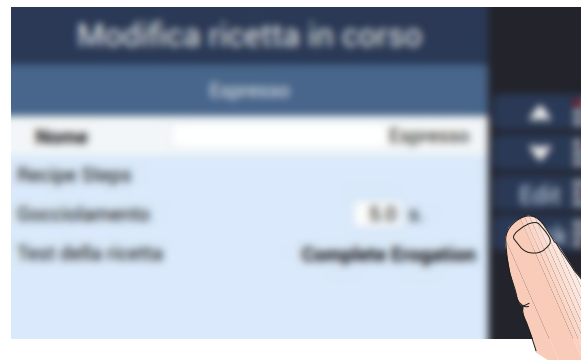 Modifica ricetta in corso
Espresso
Nome Espresso
Recipe Steps
Gocciolamento 5.0 s.
Test della ricetta Complete Erogation
Edit